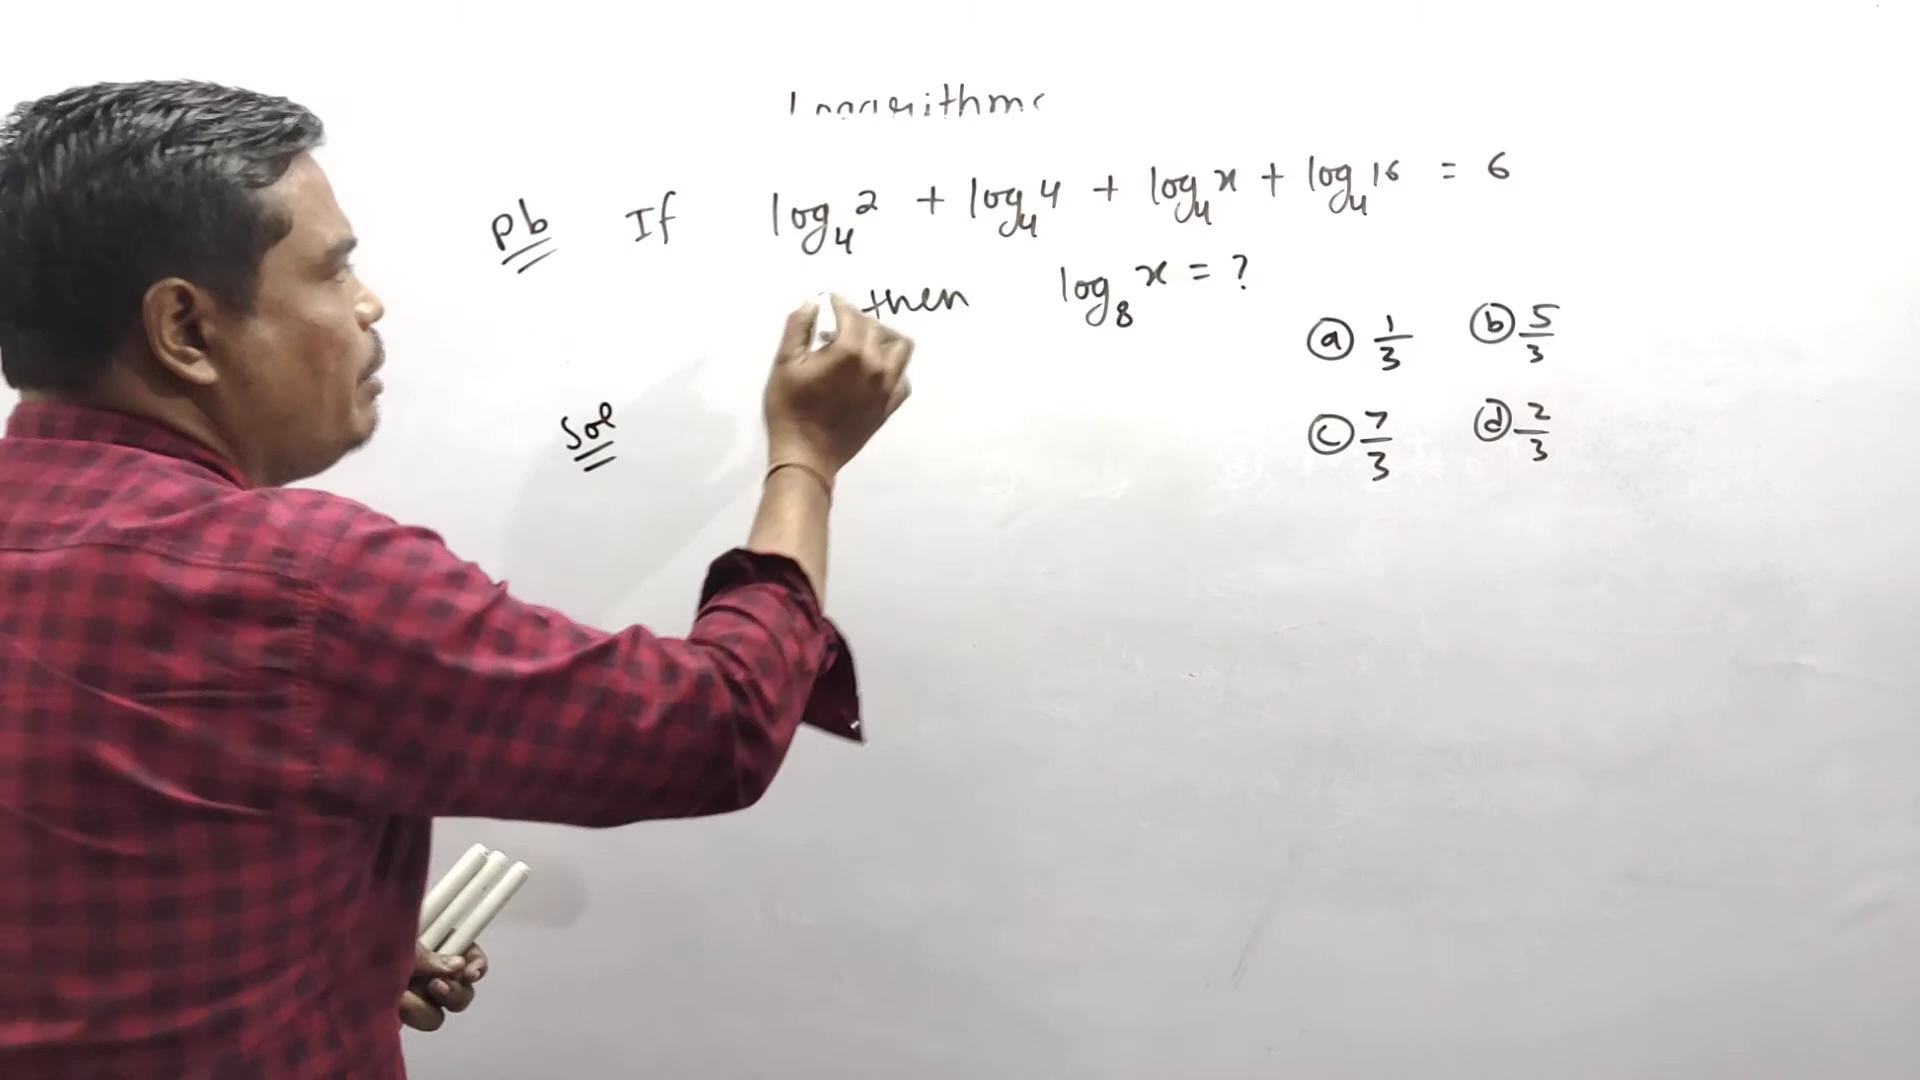 Logarithms
Pb If log₄2 + log₄4 + log₄x + log₄16 = 6
then log₈x = ?
ⓐ 1/3 ⓑ 5/3
ⓒ 7/3 ⓓ 2/3
Sol